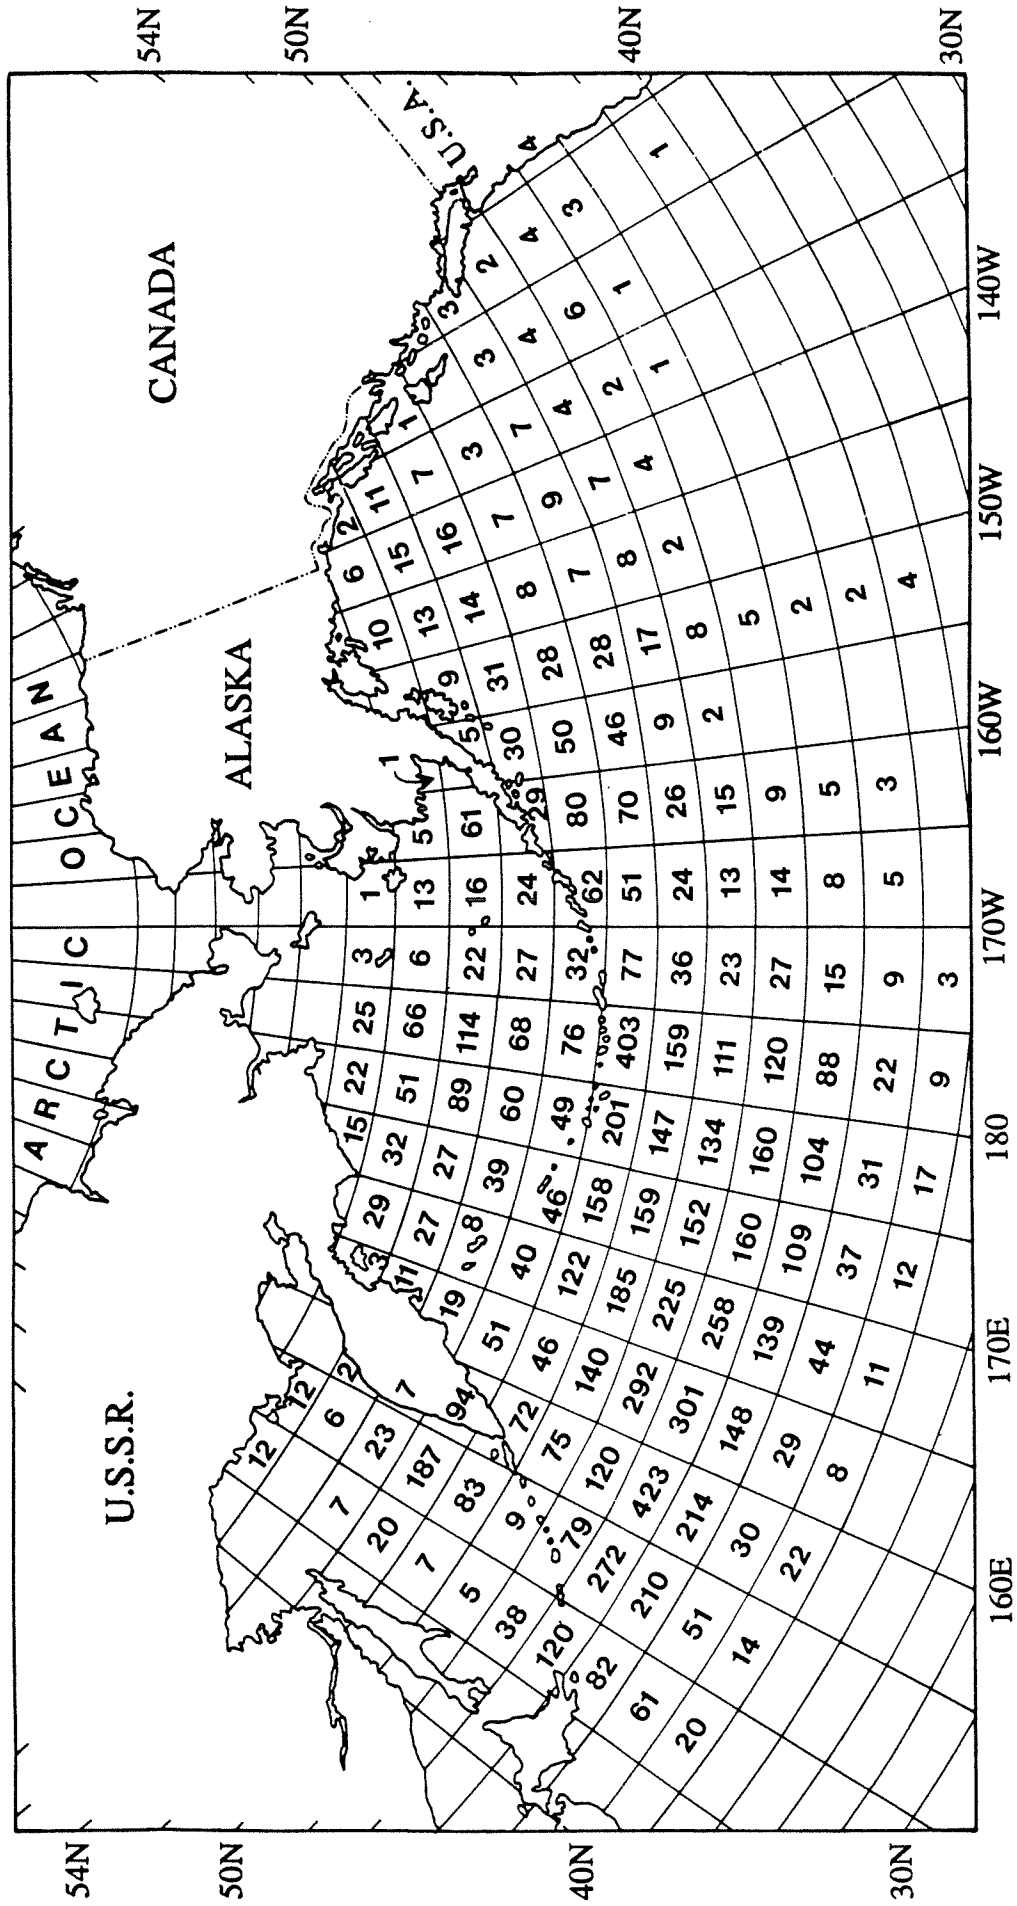 ARCTIC OCEAN
U.S.S.R.
ALASKA
CANADA
U.S.A.
54N
54N
50N
50N
12 12 2 3 29 15 22 25 3 1 6 2
7 6 7 11 27 32 51 66 6 13 5 1 10 15 11
20 23 94 19 8 27 89 114 22 16 61 5 9 13 16 7 1
7 187 72 51 40 39 60 68 27 24 29 30 31 14 7 3 3 3
5 83 75 46 122 46 49 76 32 62 80 50 28 8 9 7 4 2
38 9 120 140 185 158 201 403 77 51 70 46 28 7 7 4 6 4 4
120 79 423 292 225 159 147 159 36 24 26 9 17 8 4 2 1 3
82 272 214 301 258 152 134 111 23 13 15 2 8 2 1 1
61 210 30 148 139 160 160 120 27 14 9 5
20 51 22 29 44 109 104 88 15 8 5 2
14 8 11 37 31 22 9 5 3 2
12 17 9 3 4
40N
40N
30N
30N
160E 170E 180 170W 160W 150W 140W